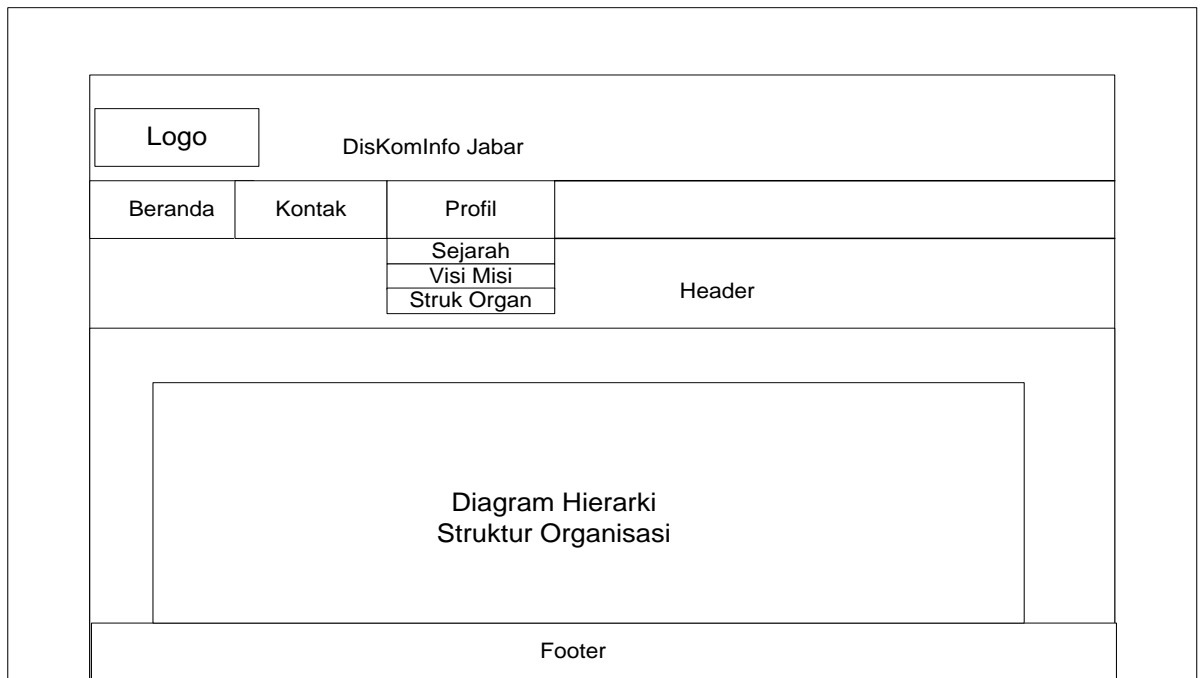 Logo
DisKomInfo Jabar
Beranda
Kontak
Profil
Sejarah
Visi Misi
Struk Organ
Header
Diagram Hierarki
Struktur Organisasi
Footer